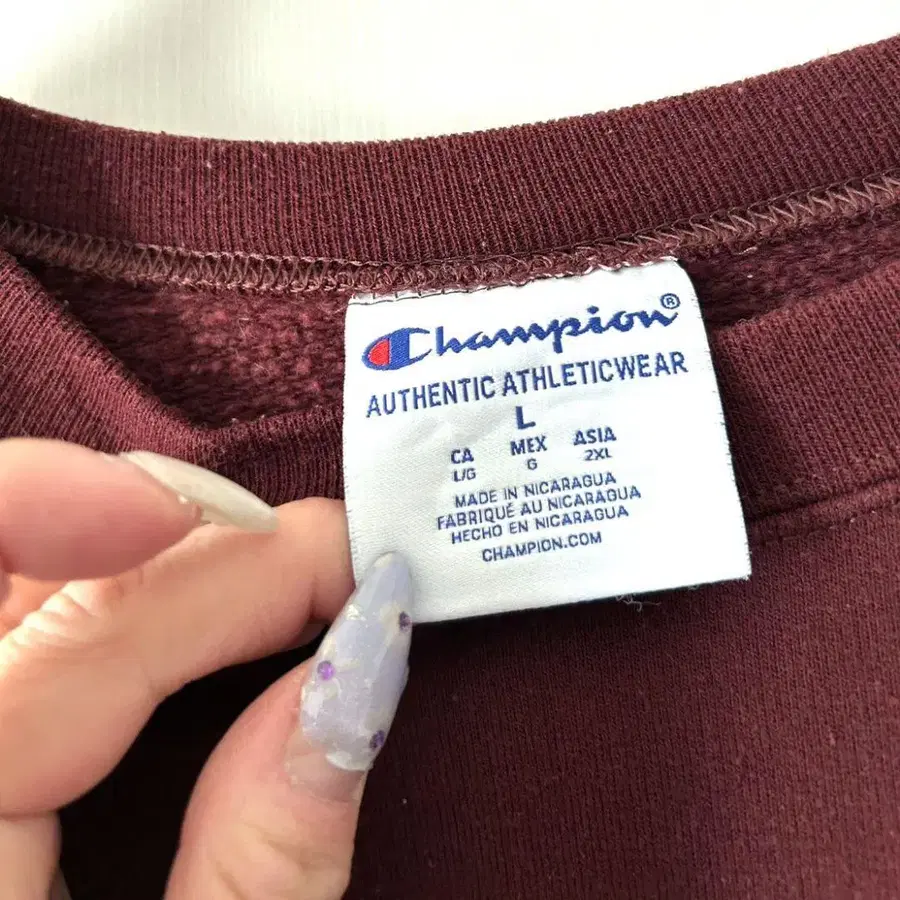 Champion®
AUTHENTIC ATHLETICWEAR
L
CA MEX ASIA
L/G G 2XL
MADE IN NICARAGUA
FABRIQUÉ AU NICARAGUA
HECHO EN NICARAGUA
CHAMPION.COM